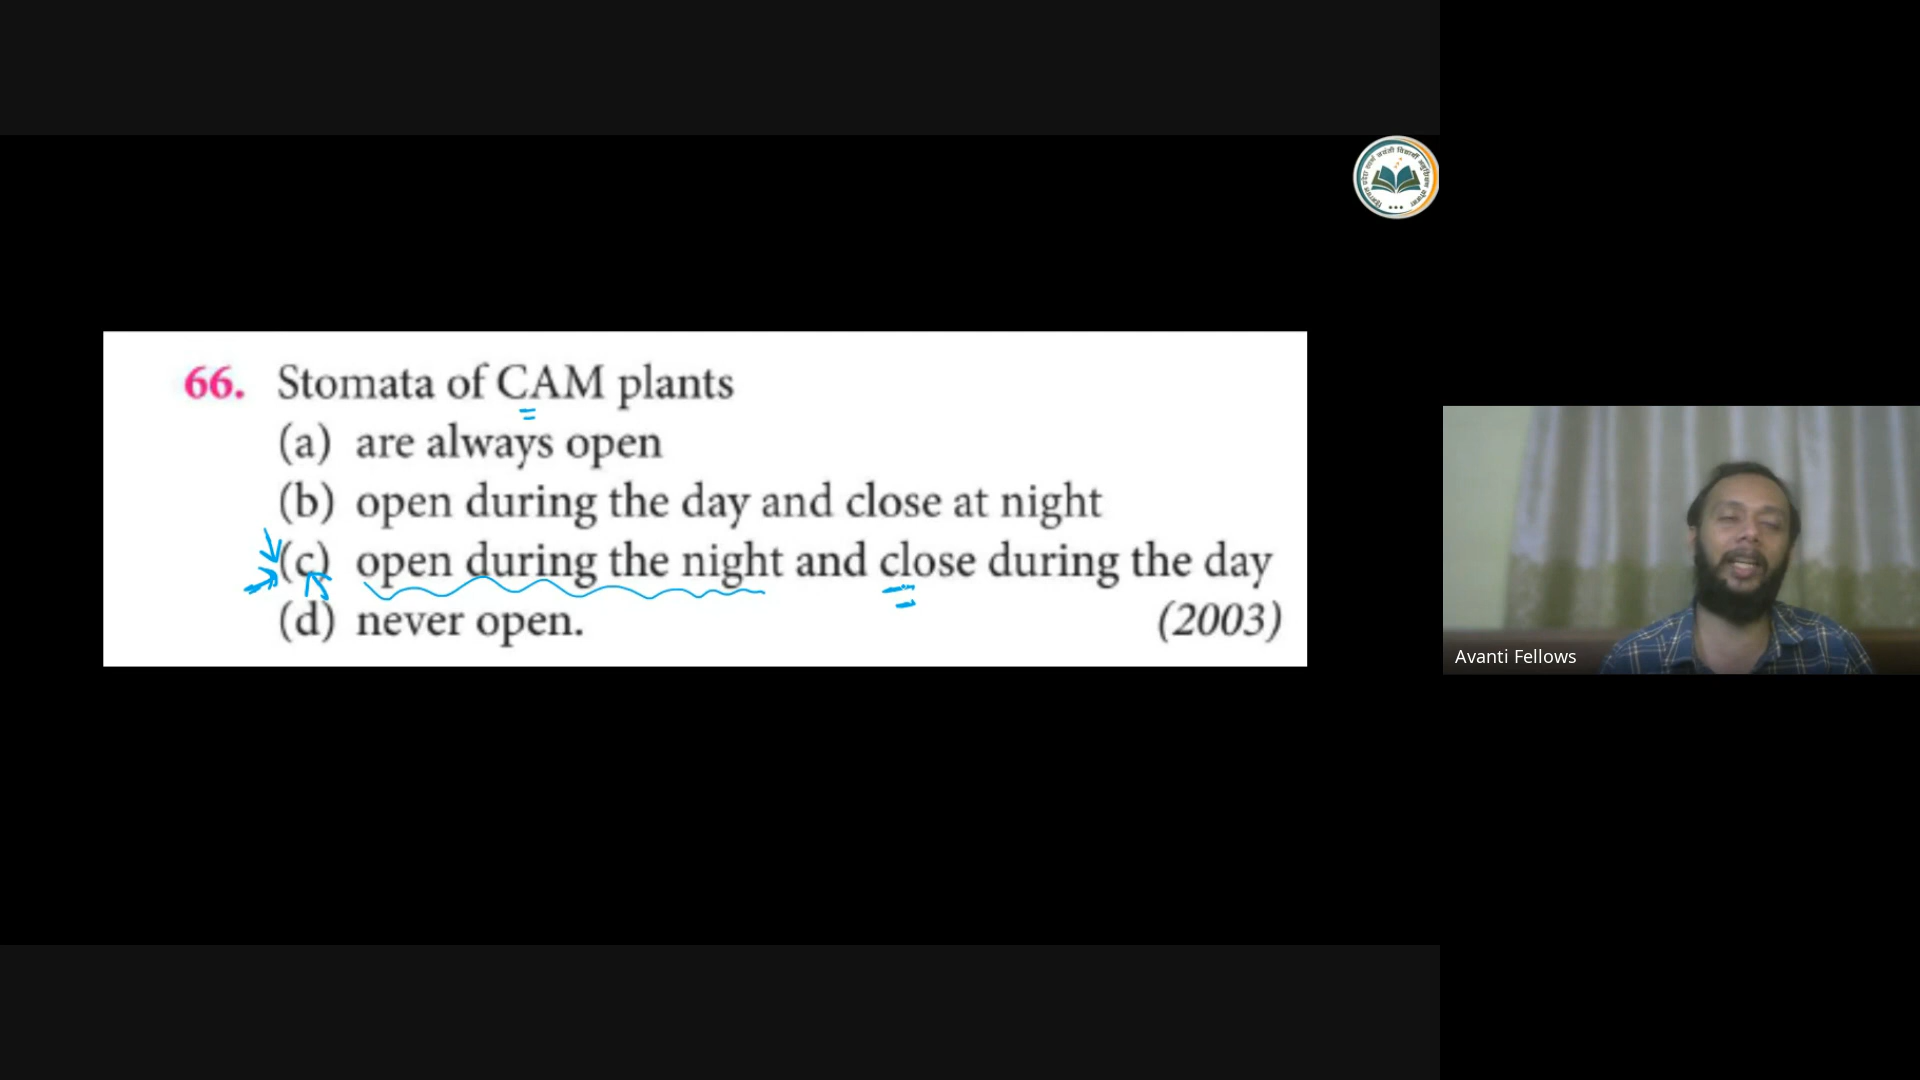 66. Stomata of CAM plants
(a) are always open
(b) open during the day and close at night
(c) open during the night and close during the day
(d) never open. (2003)
Avanti Fellows